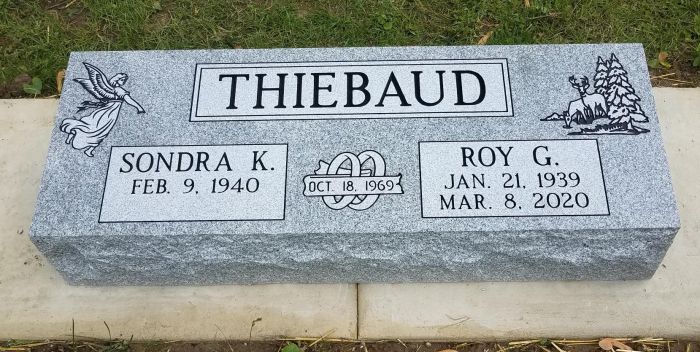 THIEBAUD
SONDRA K.
FEB. 9, 1940
OCT. 18, 1969
ROY G.
JAN. 21, 1939
MAR. 8, 2020